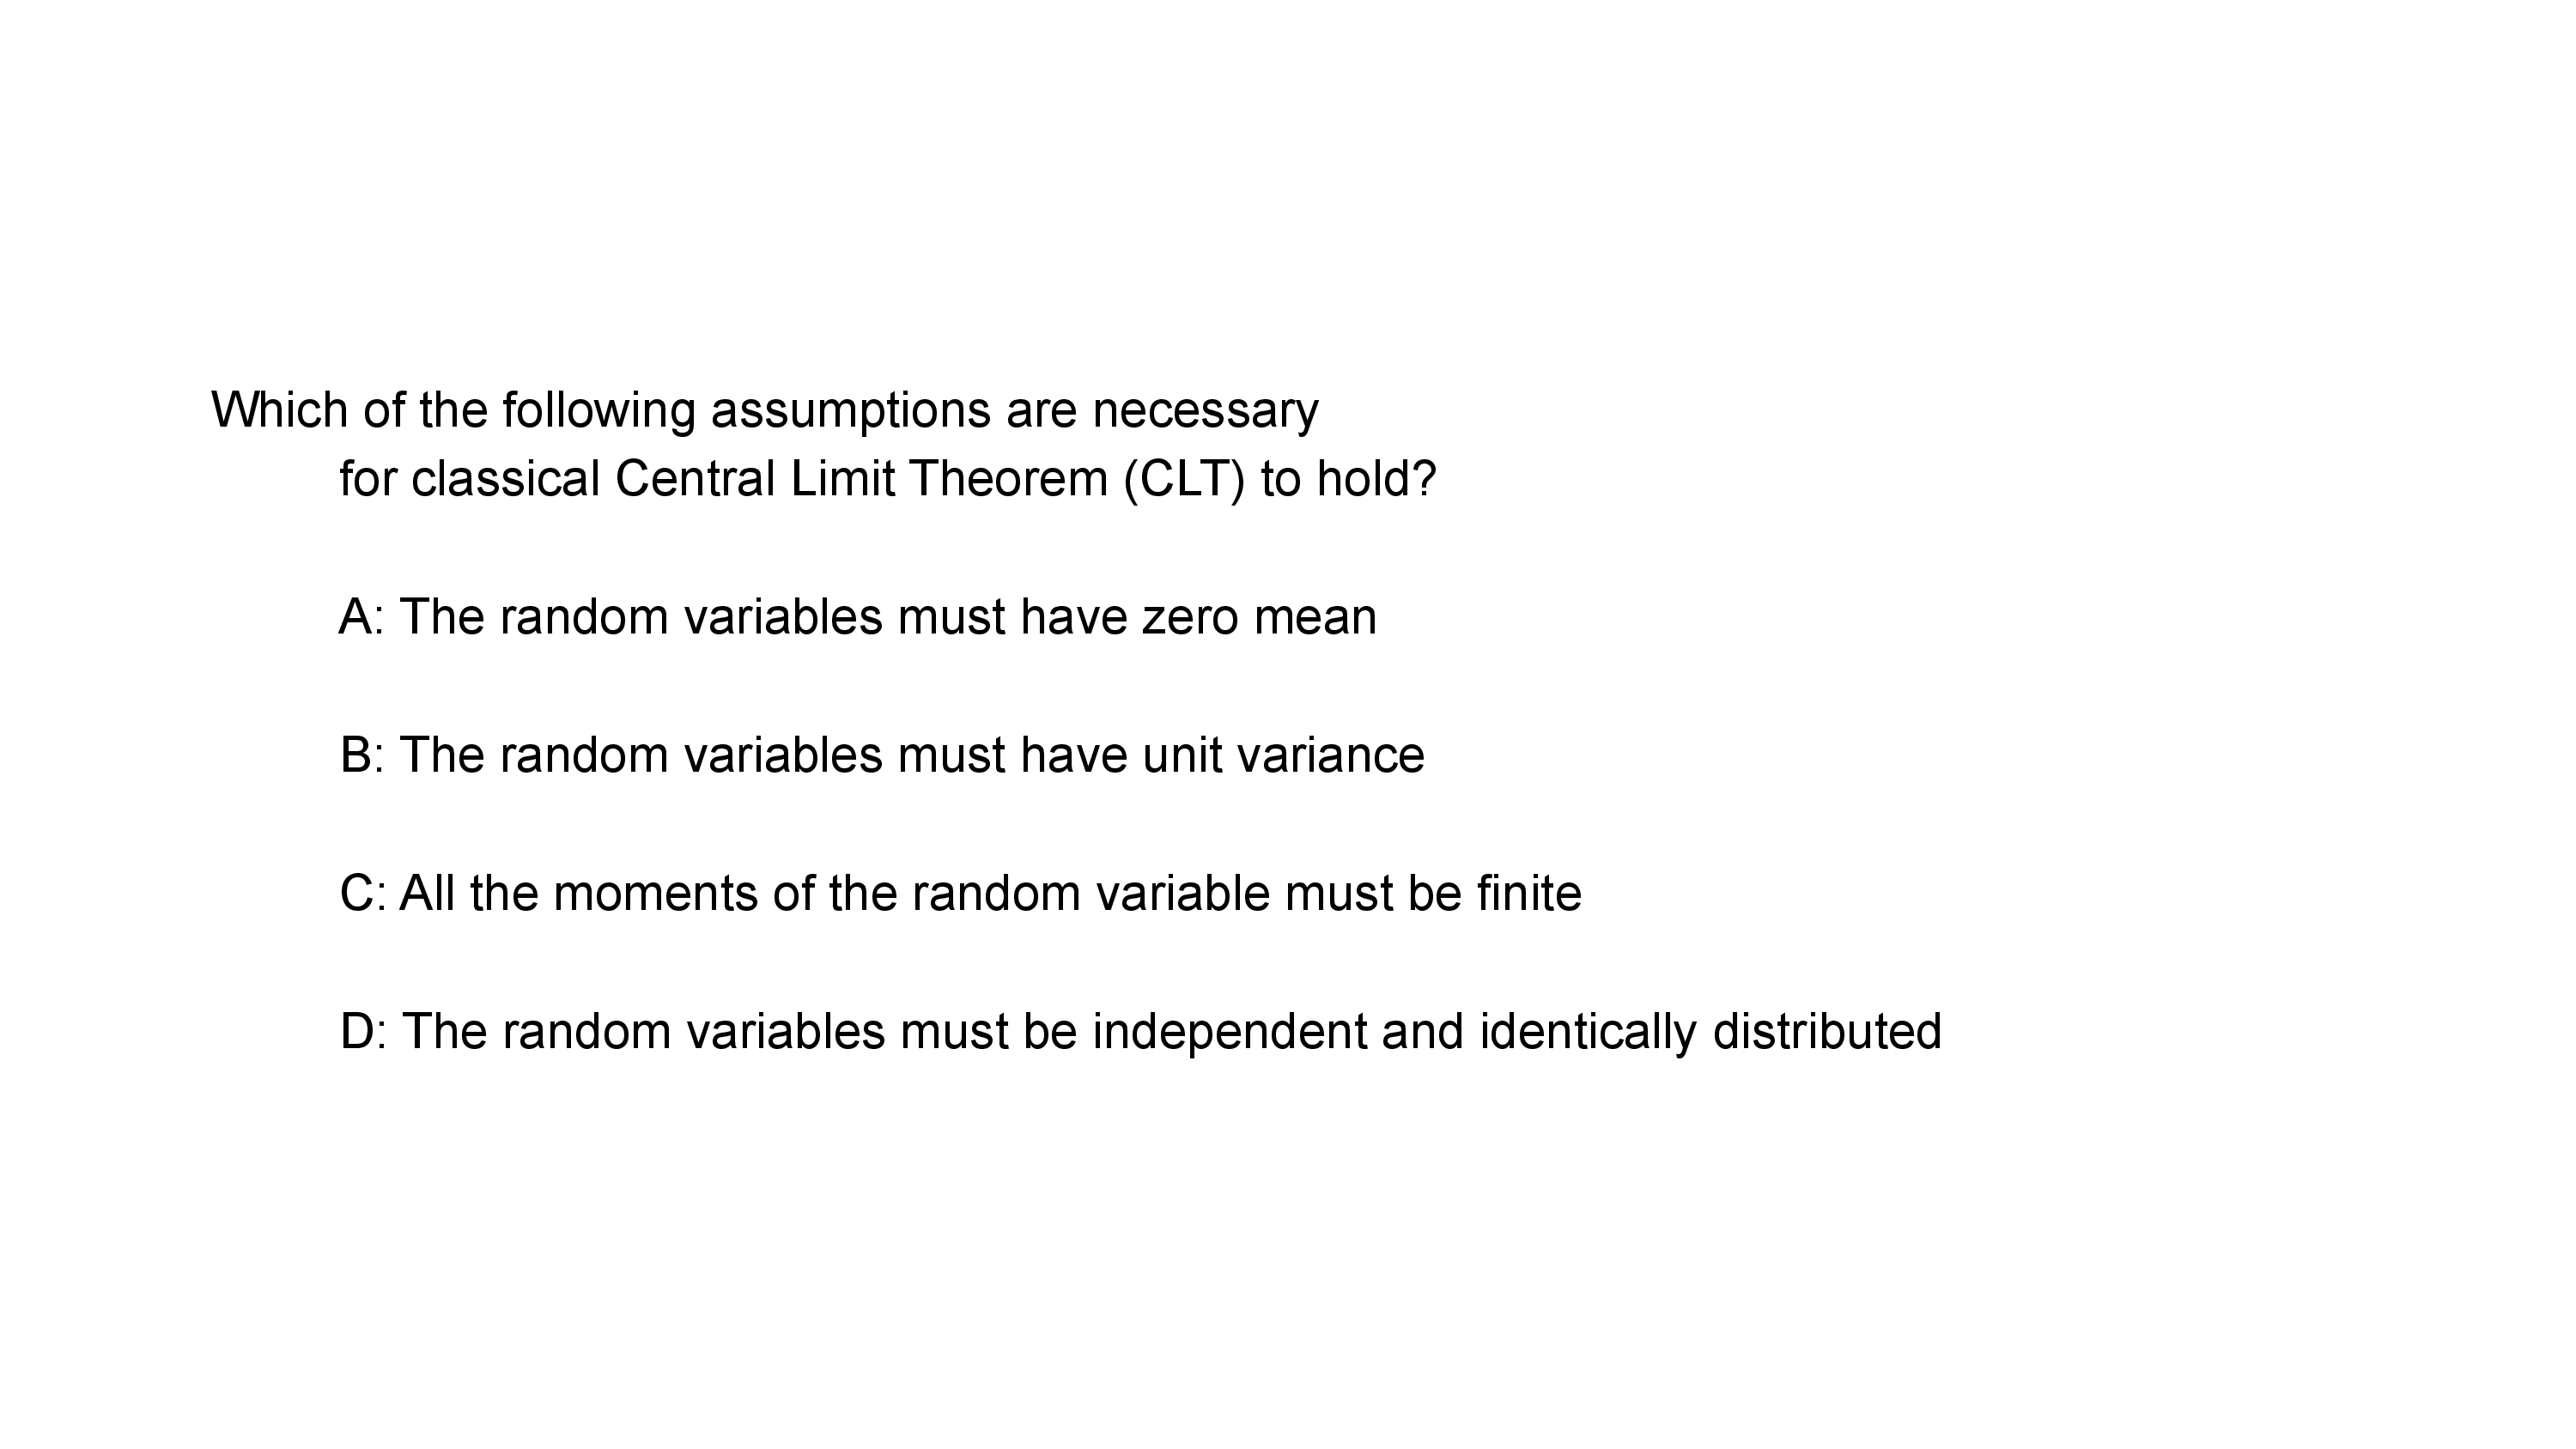 Which of the following assumptions are necessary
for classical Central Limit Theorem (CLT) to hold?
A: The random variables must have zero mean
B: The random variables must have unit variance
C: All the moments of the random variable must be finite
D: The random variables must be independent and identically distributed